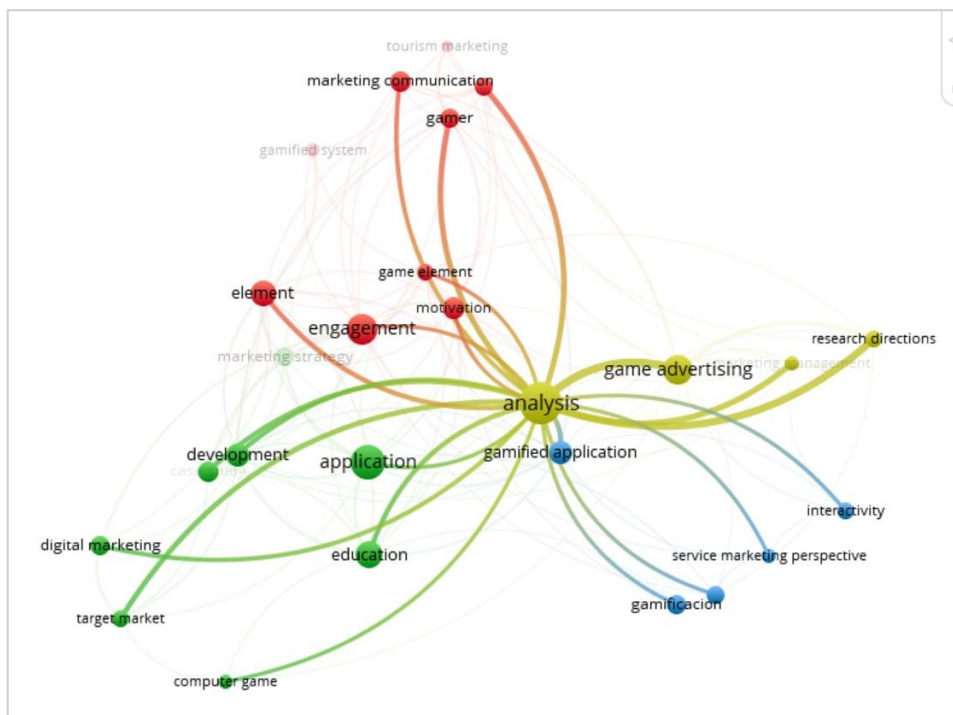 tourism marketing
marketing communication
gamer
gamified system
game element
element
motivation
engagement
research directions
marketing strategy
marketing management
game advertising
analysis
gamified application
development
application
interactivity
digital marketing
education
service marketing perspective
gamificacion
target market
computer game